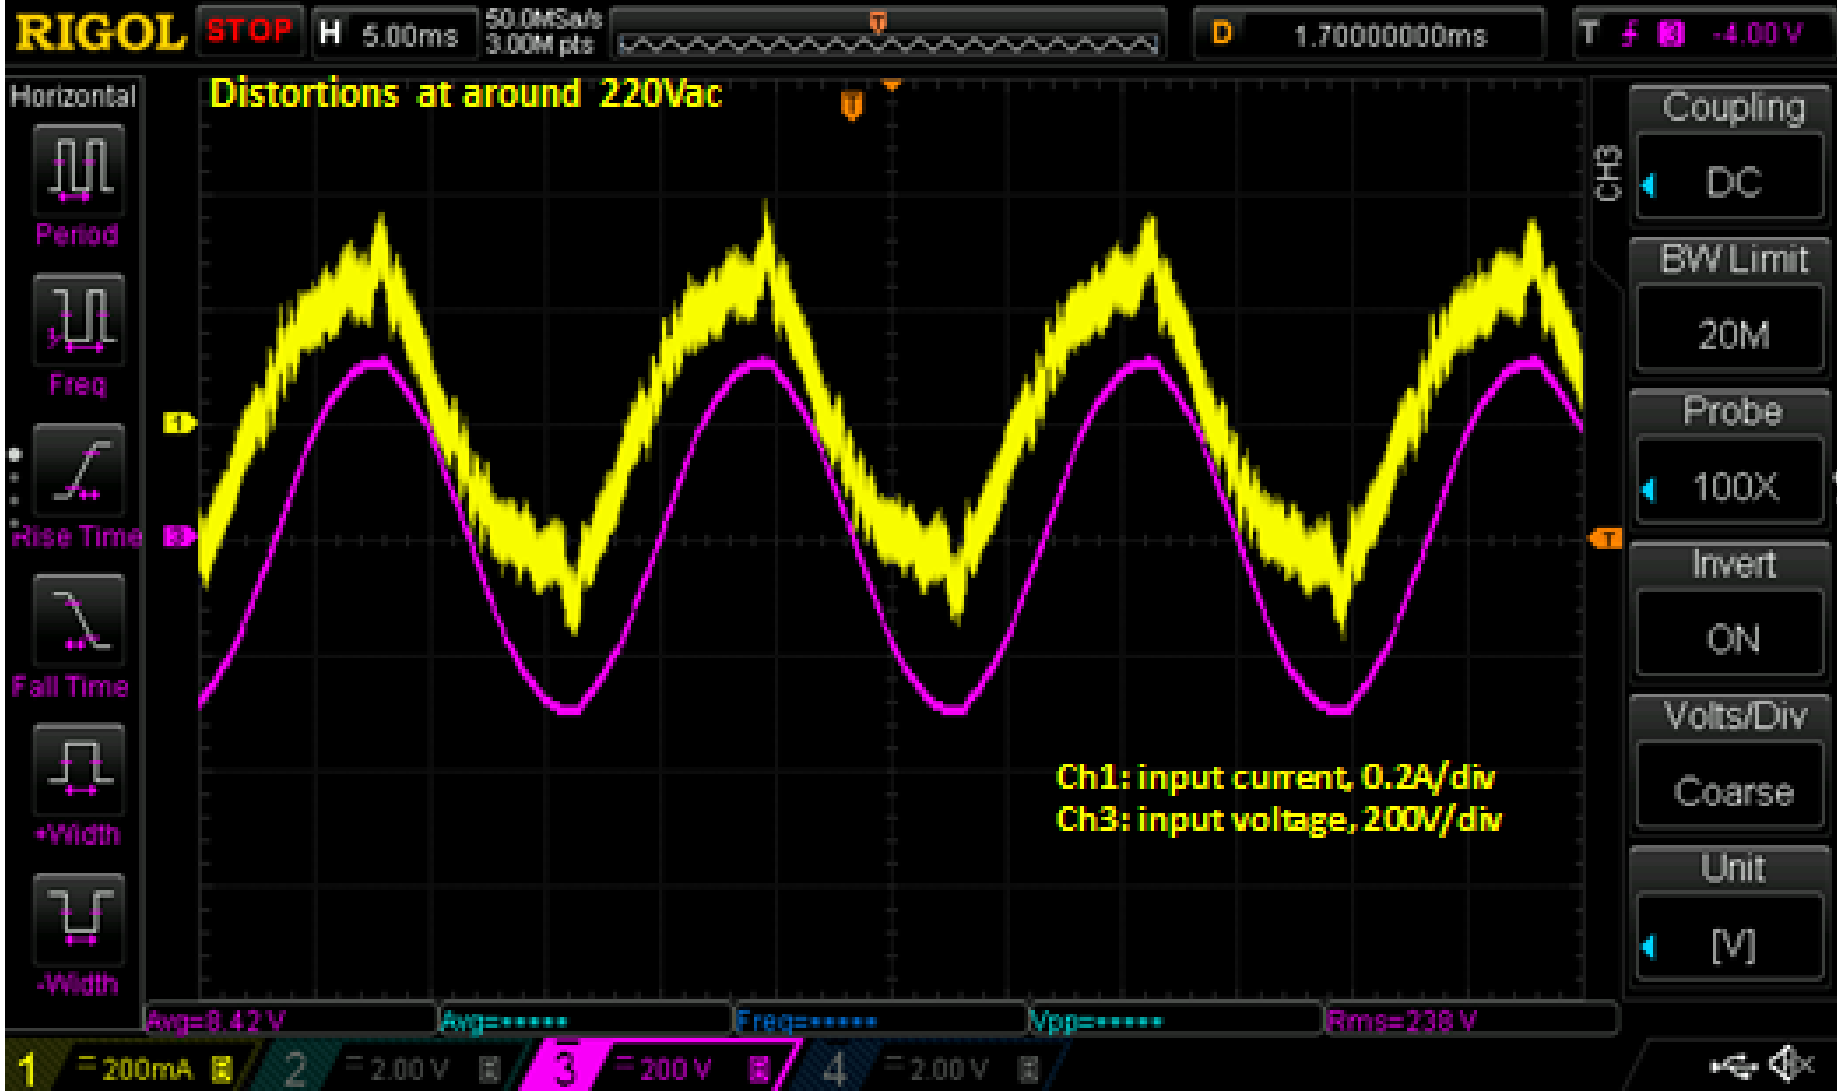 RIGOL STOP H 5.00ms 50.0MSa/s D 1.70000000ms T 3 -4.00 V
3.00M pts
Horizontal
Distortions at around 220Vac
T
Coupling
DC
CH3
Period
BW Limit
20M
Freq
Probe
100X
1
Rise Time
3
T
Invert
ON
Fall Time
Volts/Div
Coarse
Ch1: input current, 0.2A/div
Ch3: input voltage, 200V/div
+Width
Unit
[V]
-Width
Avg=8.42 V Avg=***** Freq=***** Vpp=***** Rms=238 V
1 = 200mA 2 = 2.00 V 3 = 200 V 4 = 2.00 V